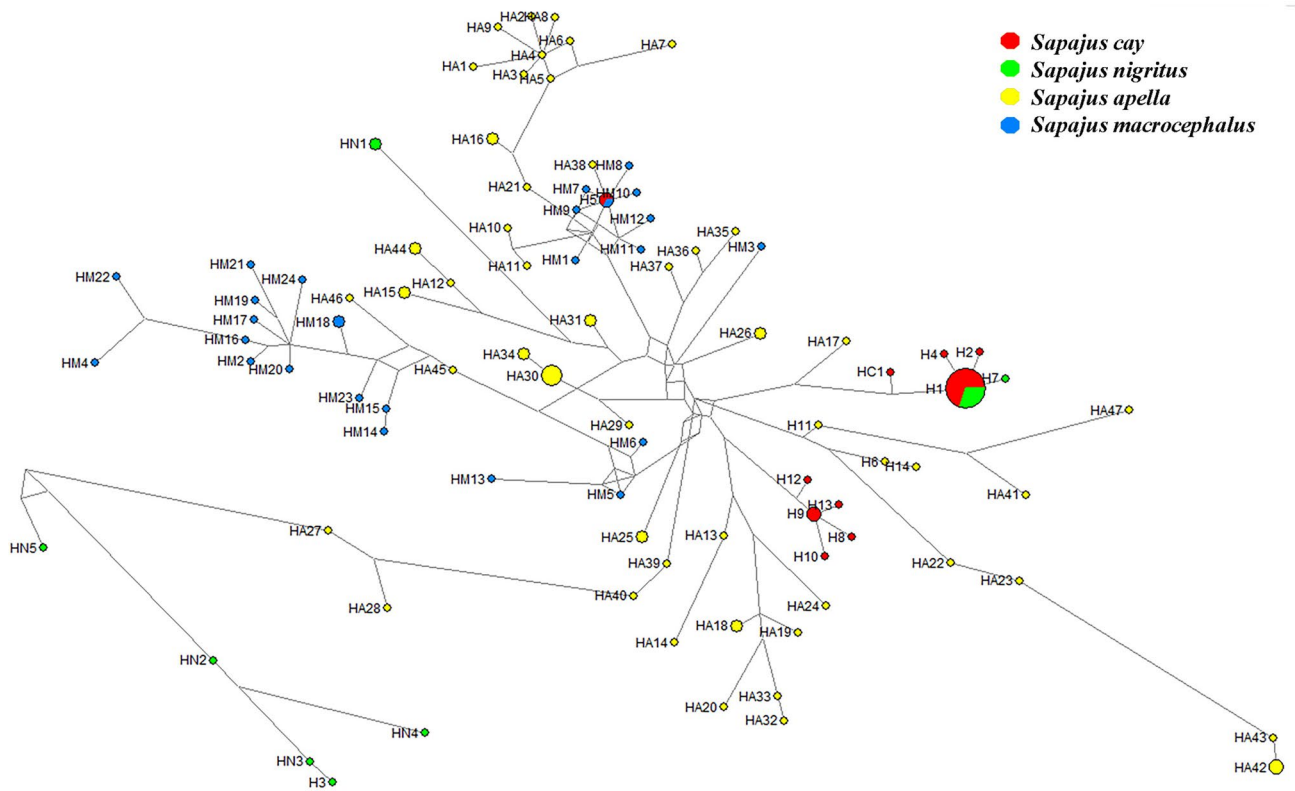 Sapajus cay
Sapajus nigritus
Sapajus apella
Sapajus macrocephalus
HA2 HA8
HA9
HA6
HA7
HA4
HA1
HA3
HA5
HA16
HN1
HA38 HM8
HA21
HM7
HM10
H5
HM9
HM12
HA10
HA35
HM11
HM3
HA36
HA44
HA11
HM1
HA37
HM21
HM22
HM24
HA12
HA15
HA46
HM19
HM17
HM18
HA31
HA26
HA17
HM16
HA34
H4
H2
HM4
HM2
HM20
HA45
HA30
HC1
H7
H1
HM23
HM15
HA47
HA29
H11
HM14
HM6
H6
H14
HM13
H12
HM5
HA41
H13
H9
HA27
HA25
HA13
H8
HN5
H10
HA39
HA22
HA23
HA40
HA28
HA24
HA18
HA19
HA14
HN2
HA33
HA20
HA32
HN4
HA43
HN3
HA42
H3